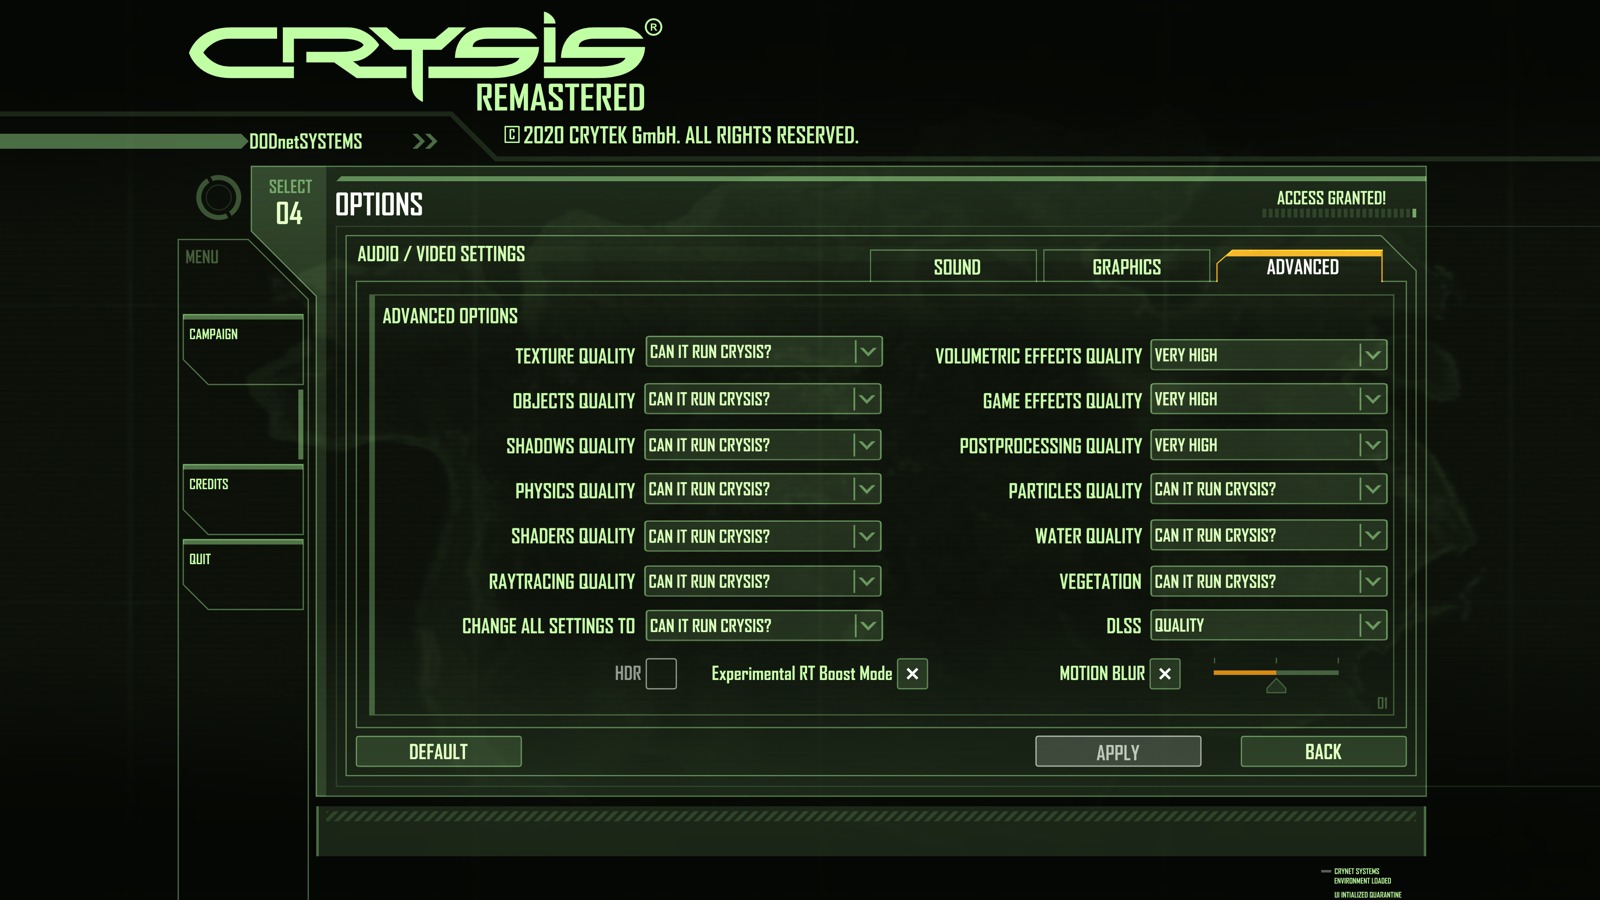 CRYSIS®
REMASTERED
DODnetSYSTEMS
© 2020 CRYTEK GmbH. ALL RIGHTS RESERVED.
SELECT
04
OPTIONS
ACCESS GRANTED!
MENU
CAMPAIGN
CREDITS
QUIT
AUDIO / VIDEO SETTINGS
SOUND
GRAPHICS
ADVANCED
ADVANCED OPTIONS
TEXTURE QUALITY CAN IT RUN CRYSIS?
OBJECTS QUALITY CAN IT RUN CRYSIS?
SHADOWS QUALITY CAN IT RUN CRYSIS?
PHYSICS QUALITY CAN IT RUN CRYSIS?
SHADERS QUALITY CAN IT RUN CRYSIS?
RAYTRACING QUALITY CAN IT RUN CRYSIS?
CHANGE ALL SETTINGS TO CAN IT RUN CRYSIS?
VOLUMETRIC EFFECTS QUALITY VERY HIGH
GAME EFFECTS QUALITY VERY HIGH
POSTPROCESSING QUALITY VERY HIGH
PARTICLES QUALITY CAN IT RUN CRYSIS?
WATER QUALITY CAN IT RUN CRYSIS?
VEGETATION CAN IT RUN CRYSIS?
DLSS QUALITY
HDR
Experimental RT Boost Mode
MOTION BLUR
01
DEFAULT
APPLY
BACK
CRYNET SYSTEMS
ENVIRONMENT LOADED
UI INTIALIZED QUARANTINE